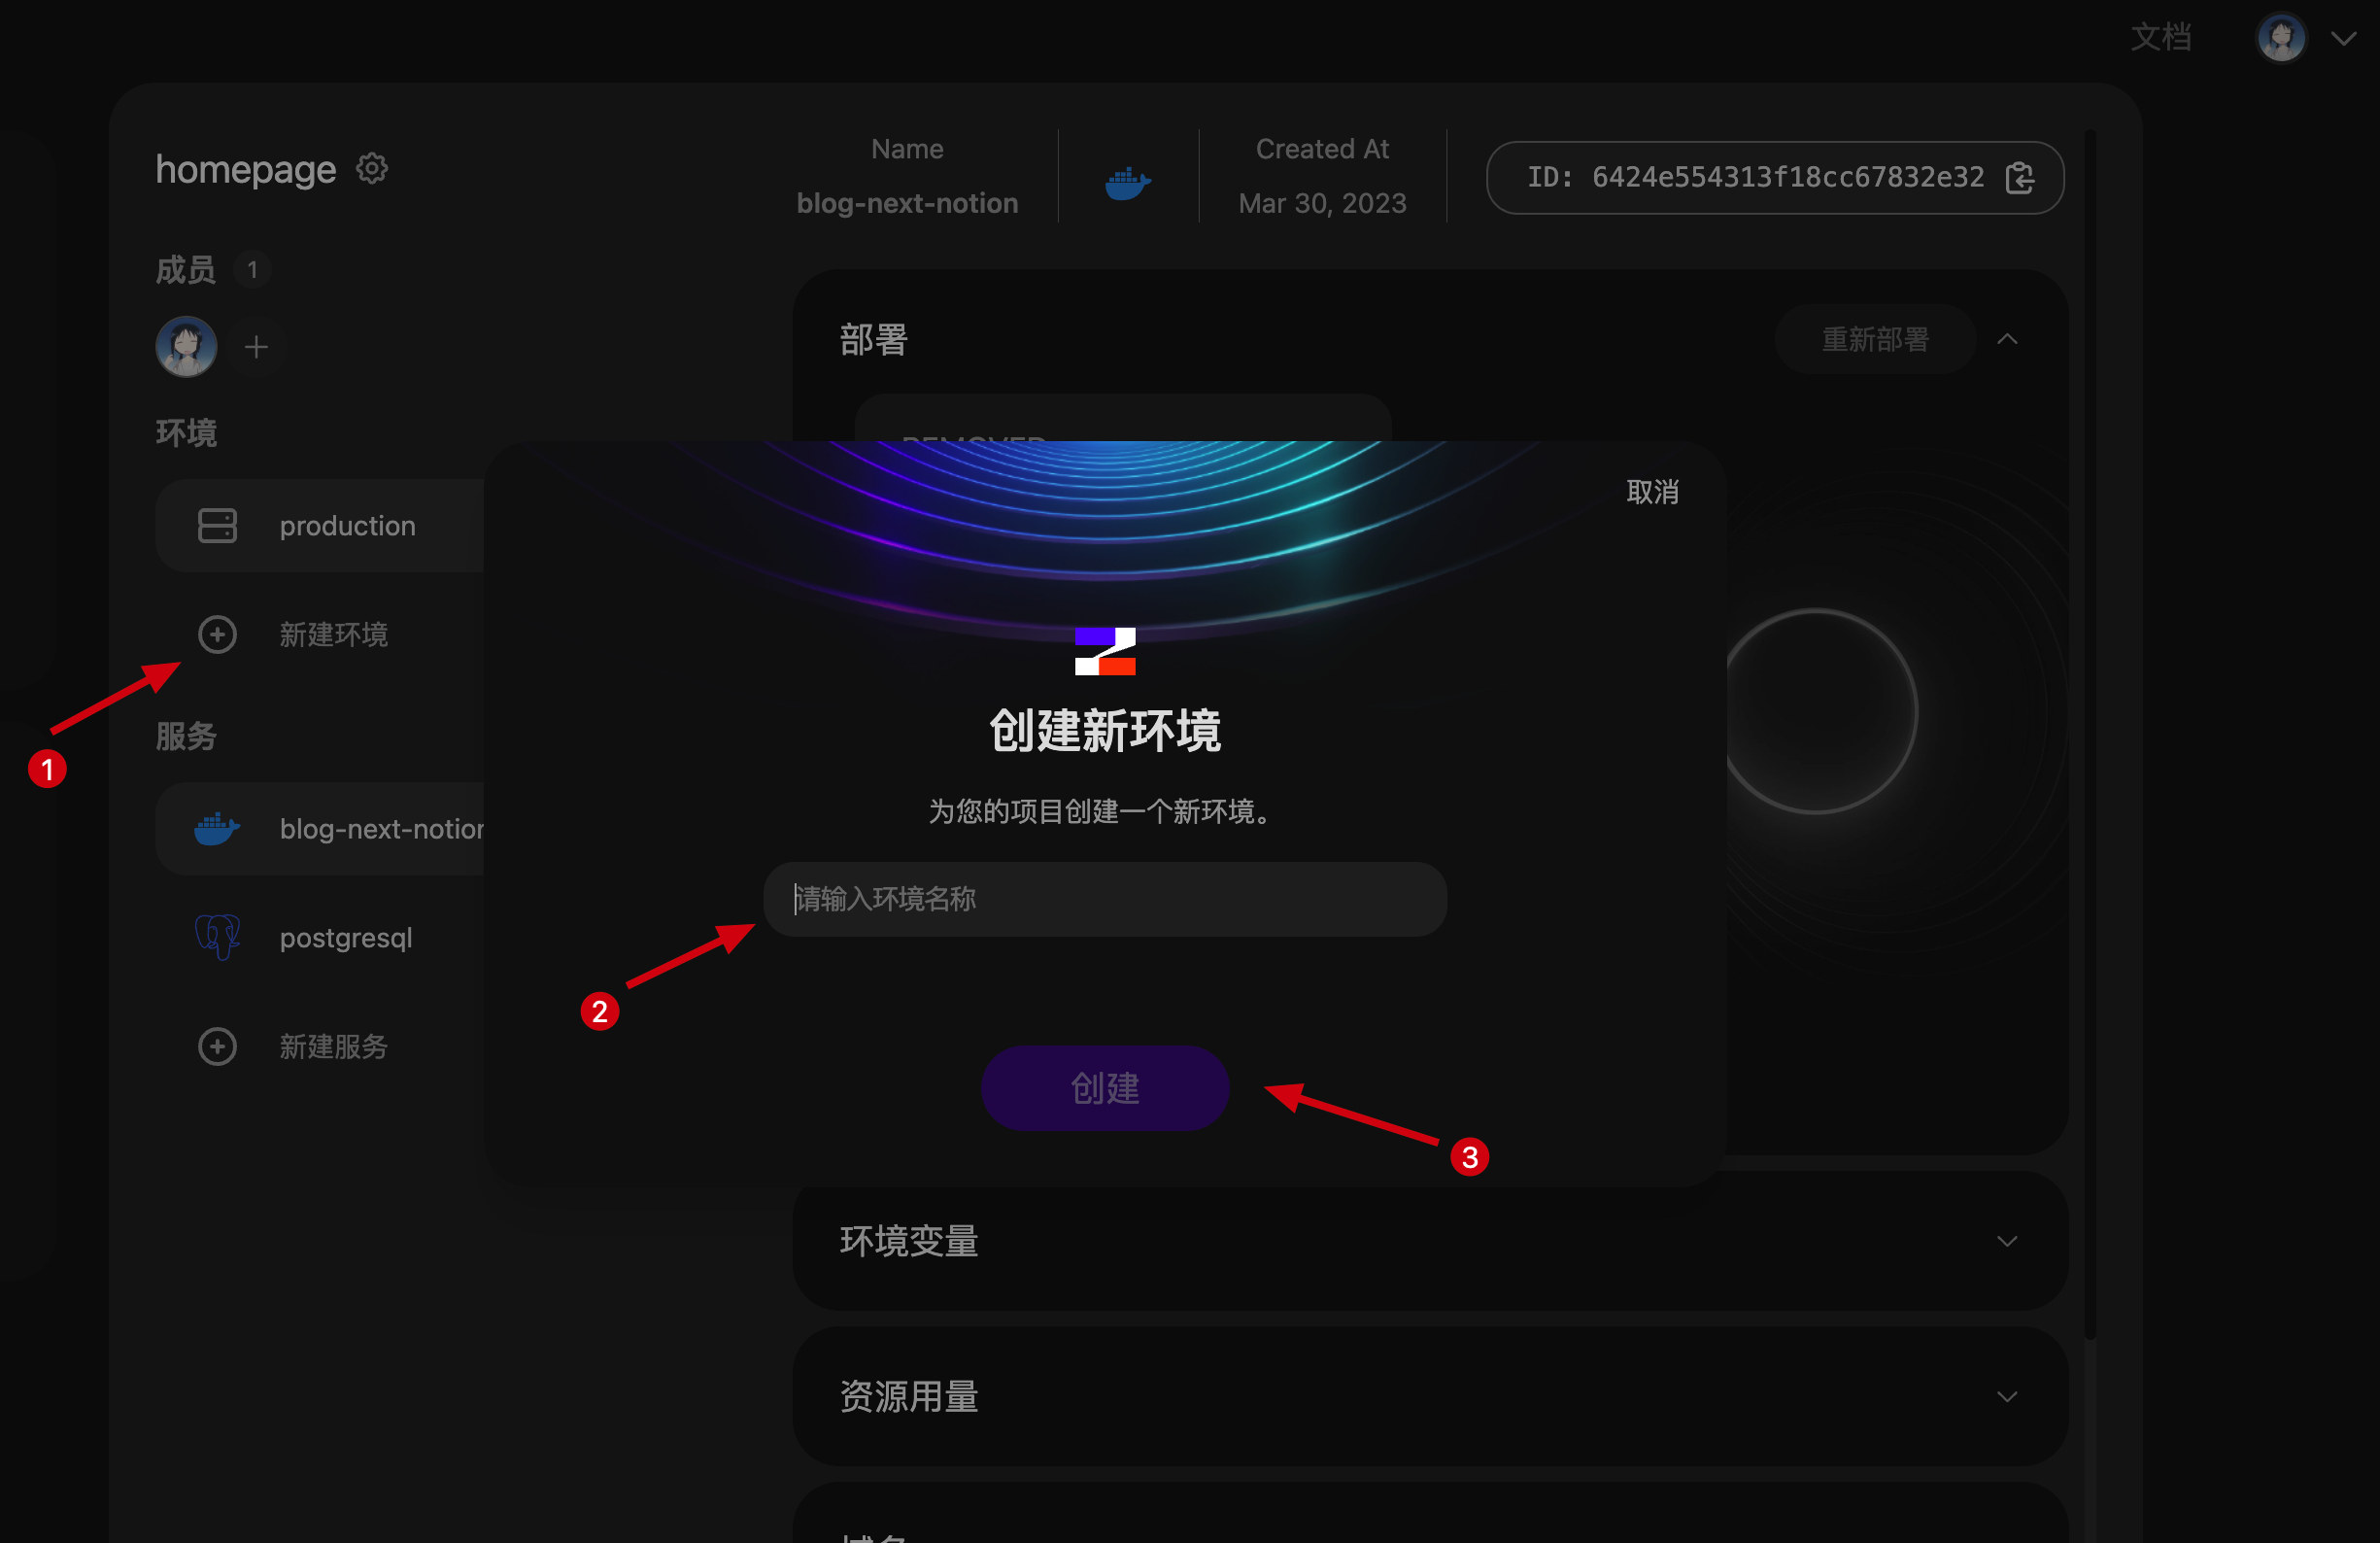 文档
homepage
Name
blog-next-notion
Created At
Mar 30, 2023
ID: 6424e554313f18cc67832e32
成员 1
部署
重新部署
环境
REMOVED
production
取消
新建环境
1
服务
创建新环境
为您的项目创建一个新环境。
blog-next-notion
请输入环境名称
postgresql
2
新建服务
创建
3
环境变量
资源用量
域名